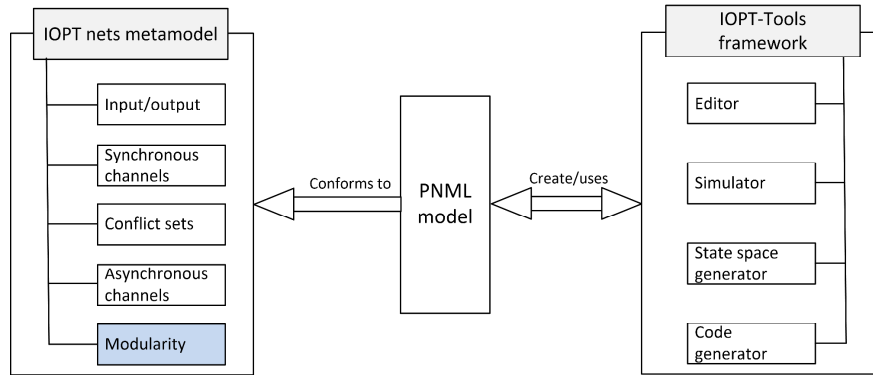 IOPT nets metamodel
Input/output
Synchronous
channels
Conflict sets
Asynchronous
channels
Modularity
Conforms to
PNML
model
Create/uses
IOPT-Tools
framework
Editor
Simulator
State space
generator
Code
generator